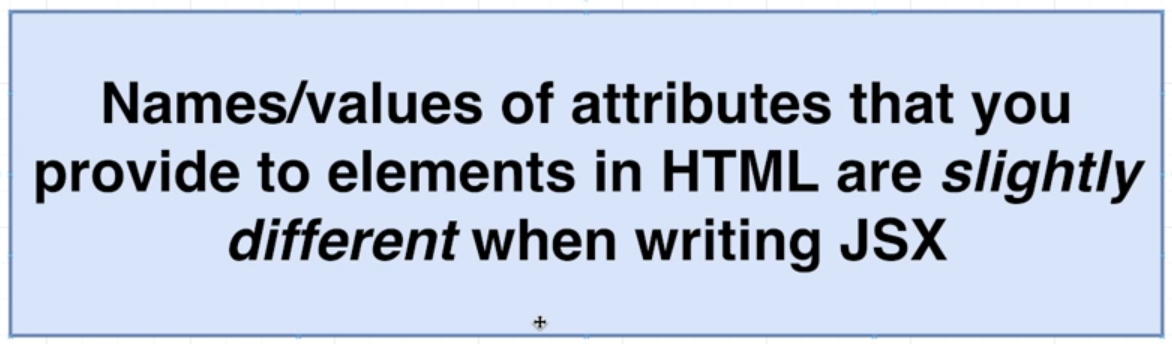 Names/values of attributes that you
provide to elements in HTML are slightly
different when writing JSX